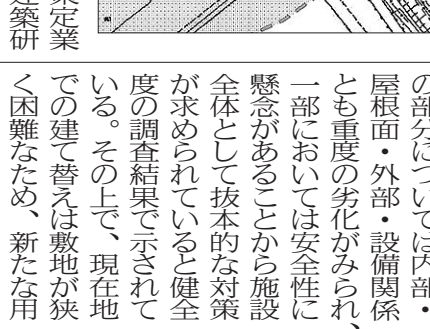 の部分については内部・
屋根面・外部・設備関係
とも重度の劣化がみられ、
一部においては安全性に
懸念があることから施設
全体として抜本的な対策
が求められていると健全
度の調査結果で示されて
いる。その上で、現在地
での建て替えは敷地が狭
く困難なため、新たな用
定業
建築研